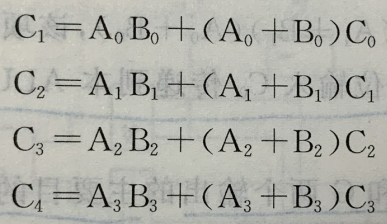 C₁=A₀B₀+(A₀+B₀)C₀
C₂=A₁B₁+(A₁+B₁)C₁
C₃=A₂B₂+(A₂+B₂)C₂
C₄=A₃B₃+(A₃+B₃)C₃